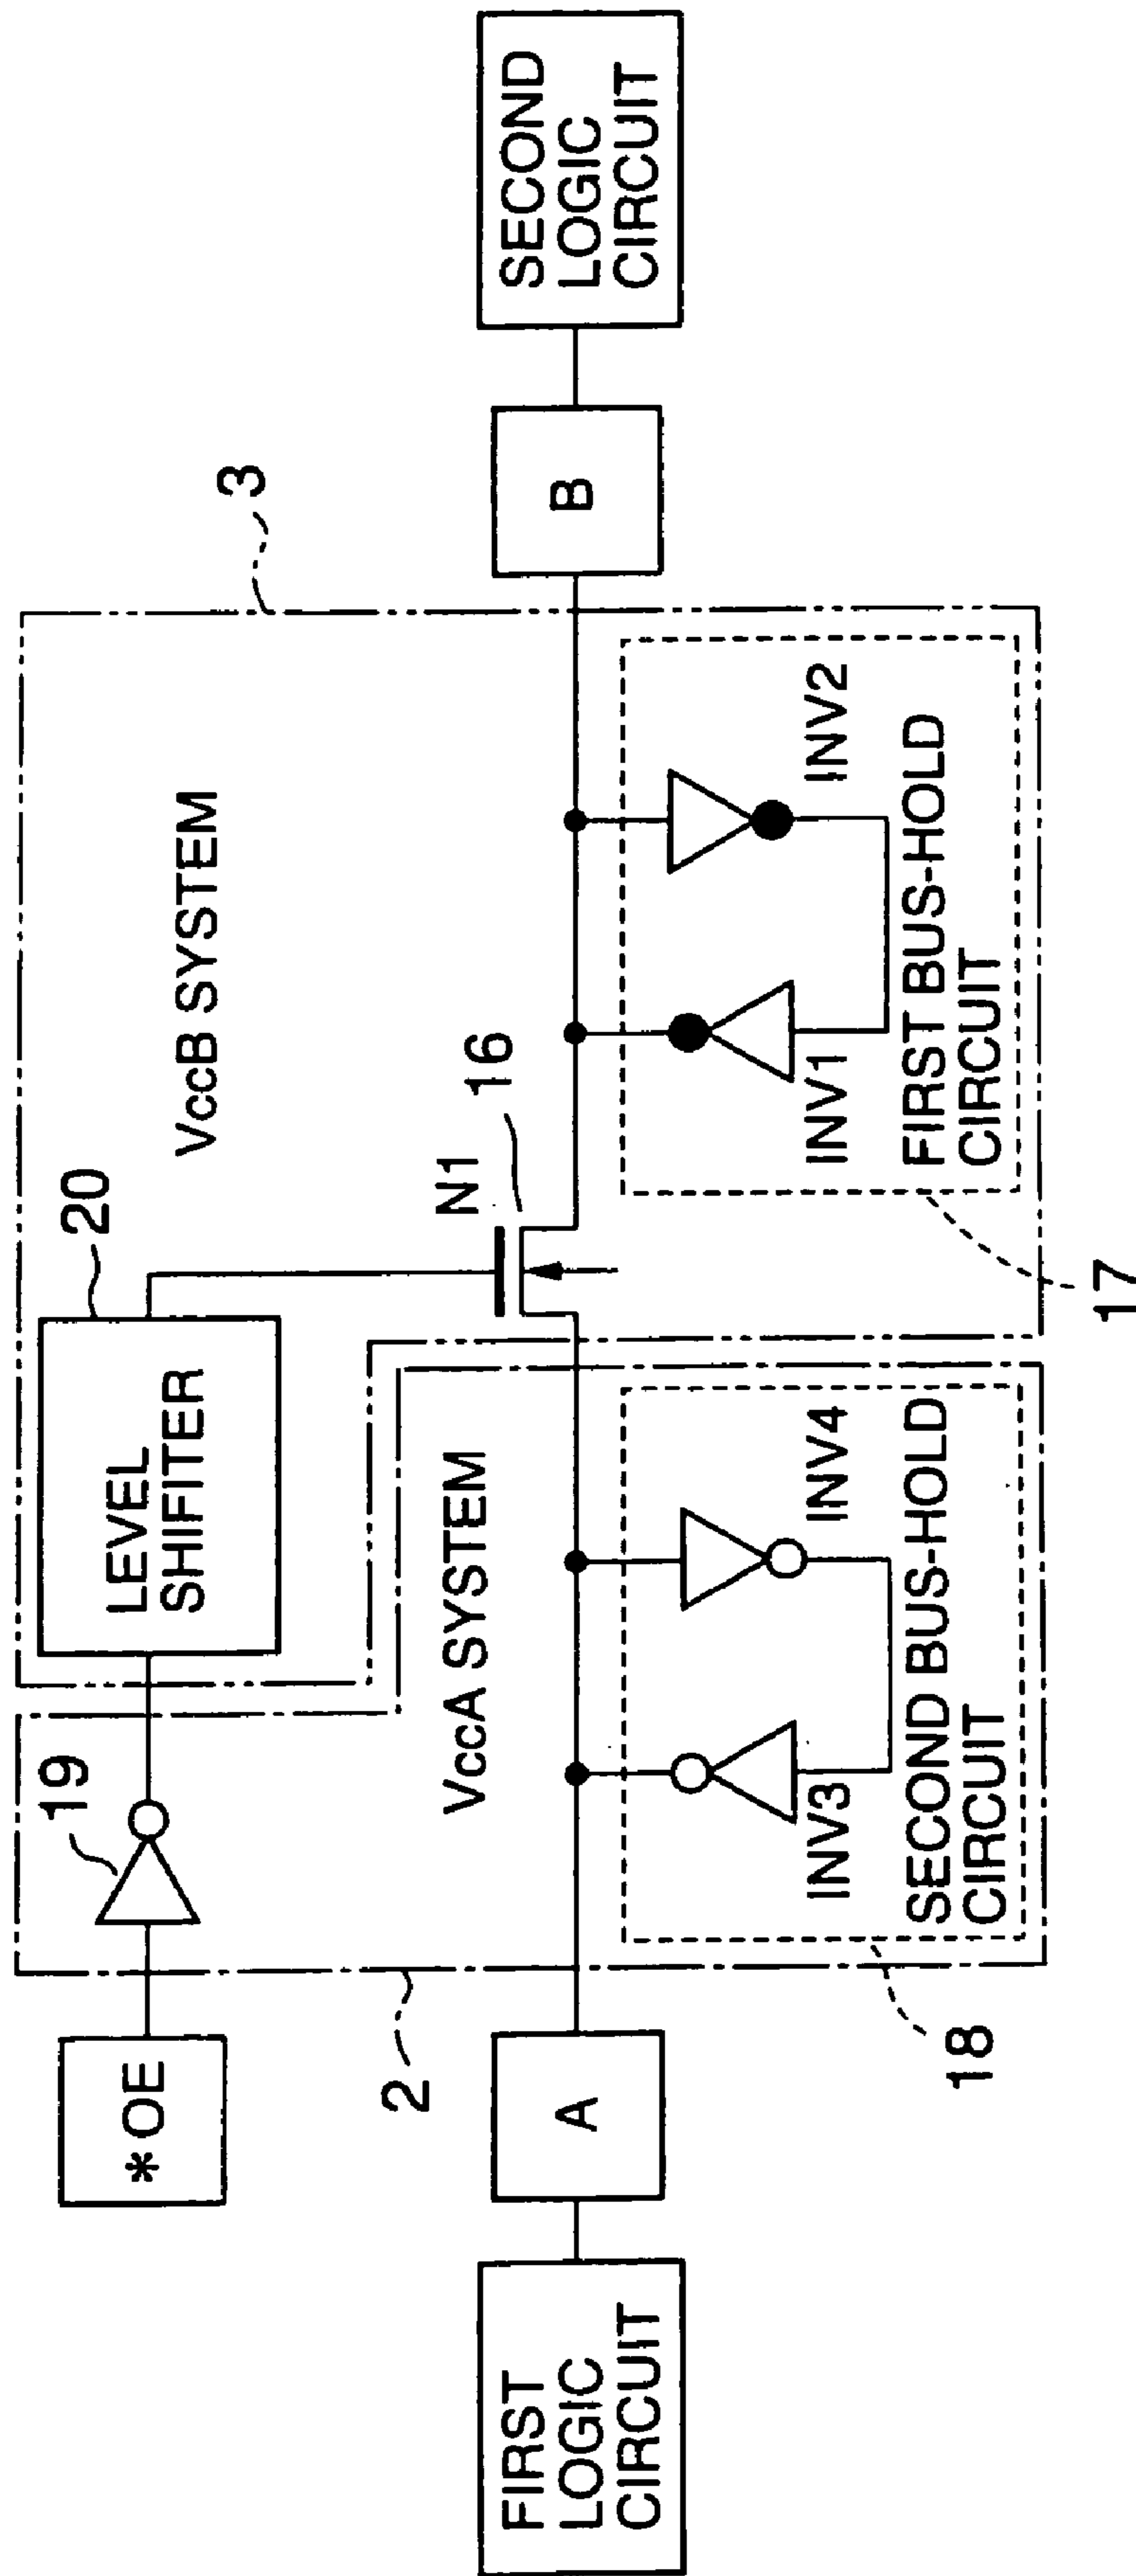 *OE
19
LEVEL
SHIFITER
20
3
2
VccA SYSTEM
VccB SYSTEM
N1
16
FIRST
LOGIC
CIRCUIT
A
B
SECOND
LOGIC
CIRCUIT
INV3
INV4
SECOND BUS-HOLD
CIRCUIT
18
INV1
INV2
FIRST BUS-HOLD
CIRCUIT
17